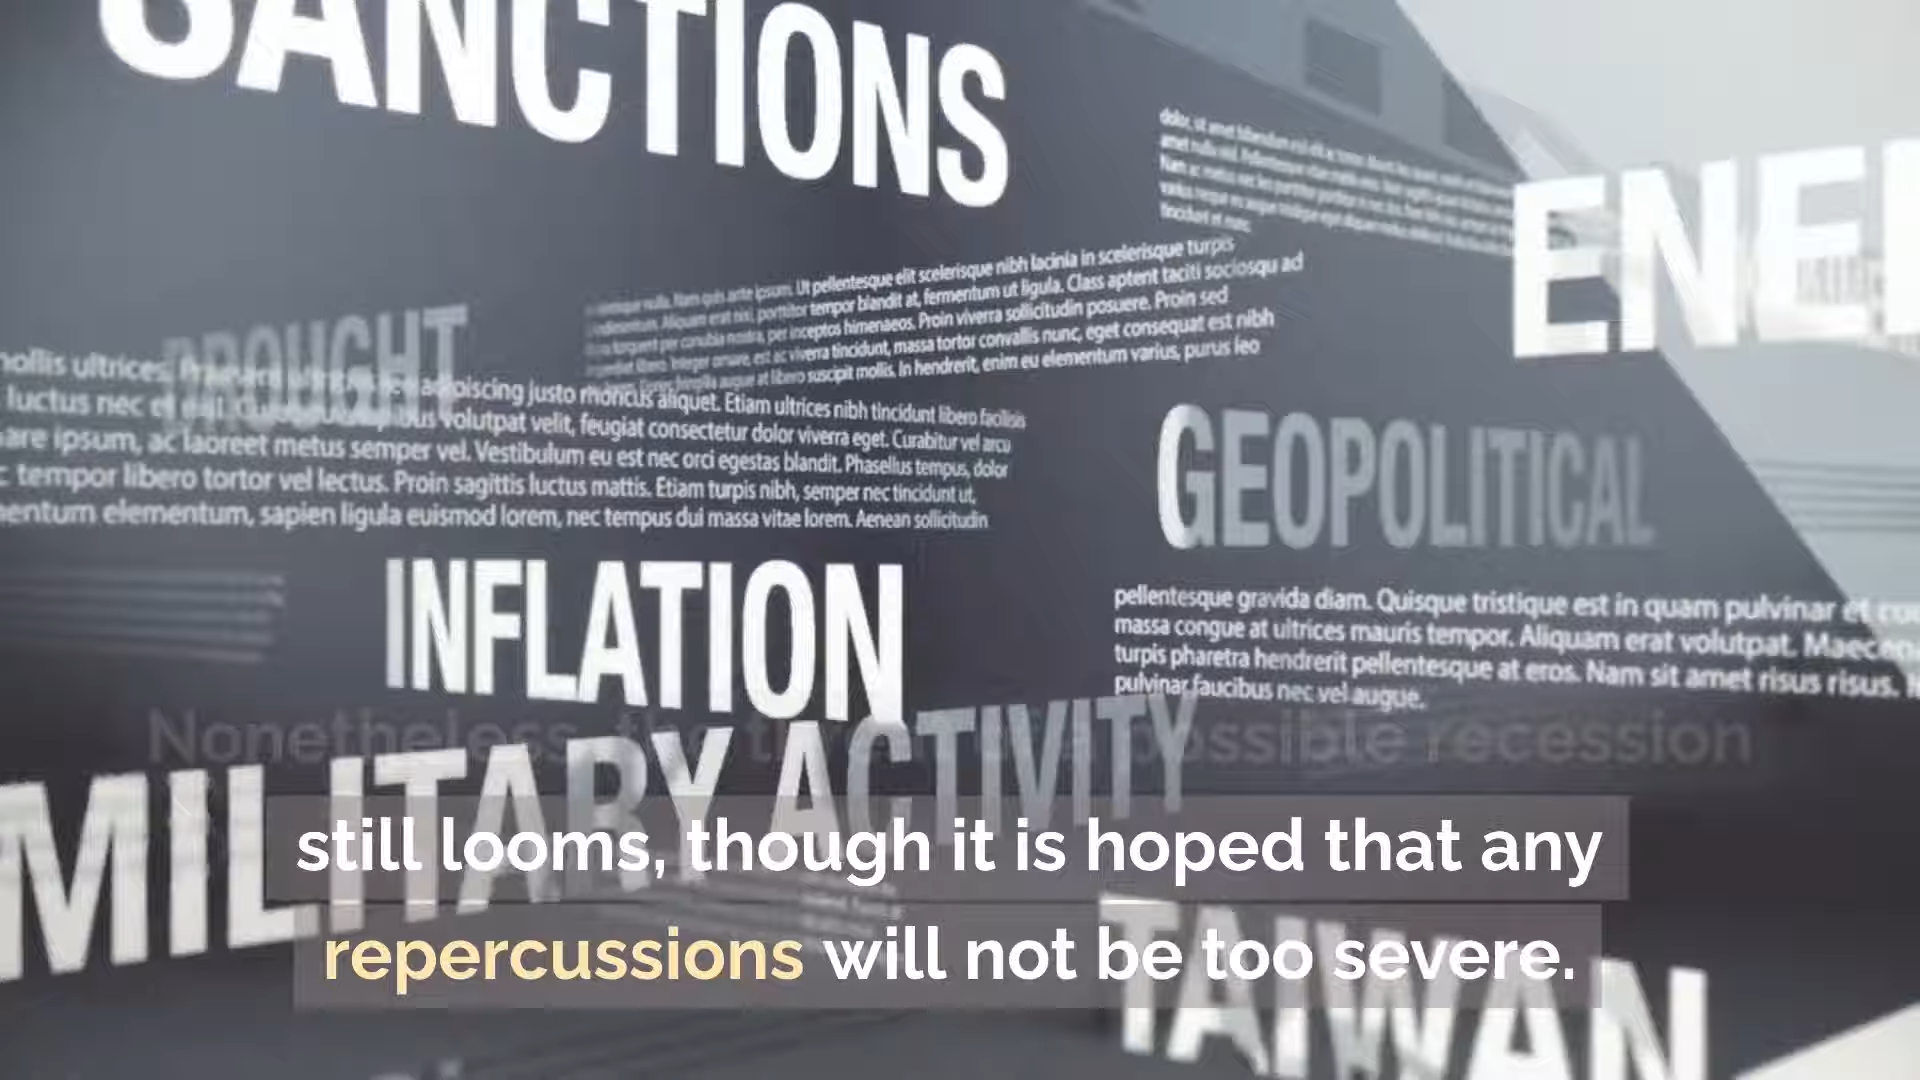 SANCTIONS
dolor, sit amet bibendum
ENE
Ut pellentesque elit scelerisque nibh lacinia in scelerisque turpis
porttitor tempor blandit at, fermentum ut ligula. Class aptent taciti sociosqu ad
per inceptos himenaeos. Proin viverra sollicitudin posuere. Proin sed
viverra tincidunt, massa tortor convallis nunc, eget consequat est nibh
suscipit mollis. In hendrerit, enim eu elementum varius, purus leo
DROUGHT
mollis ultrices. adipiscing justo rhoncus aliquet. Etiam ultrices nibh tincidunt libero facilisis
luctus nec volutpat velit, feugiat consectetur dolor viverra eget. Curabitur vel arcu
ipsum, ac laoreet metus semper vel. Vestibulum eu est nec orci egestas blandit. Phasellus tempus, dolor
tempor libero tortor vel lectus. Proin sagittis luctus mattis. Etiam turpis nibh, semper nec tincidunt ut,
elementum, sapien ligula euismod lorem, nec tempus dui massa vitae lorem. Aenean sollicitudin
GEOPOLITICAL
INFLATION
pellentesque gravida diam. Quisque tristique est in quam pulvinar et
massa congue at ultrices mauris tempor. Aliquam erat volutpat.
turpis pharetra hendrerit pellentesque at eros. Nam sit amet risus risus.
pulvinar faucibus nec vel augue.
Nonetheless, possible recession
MILITARY ACTIVITY
still looms, though it is hoped that any
repercussions will not be too severe.
TAIWAN